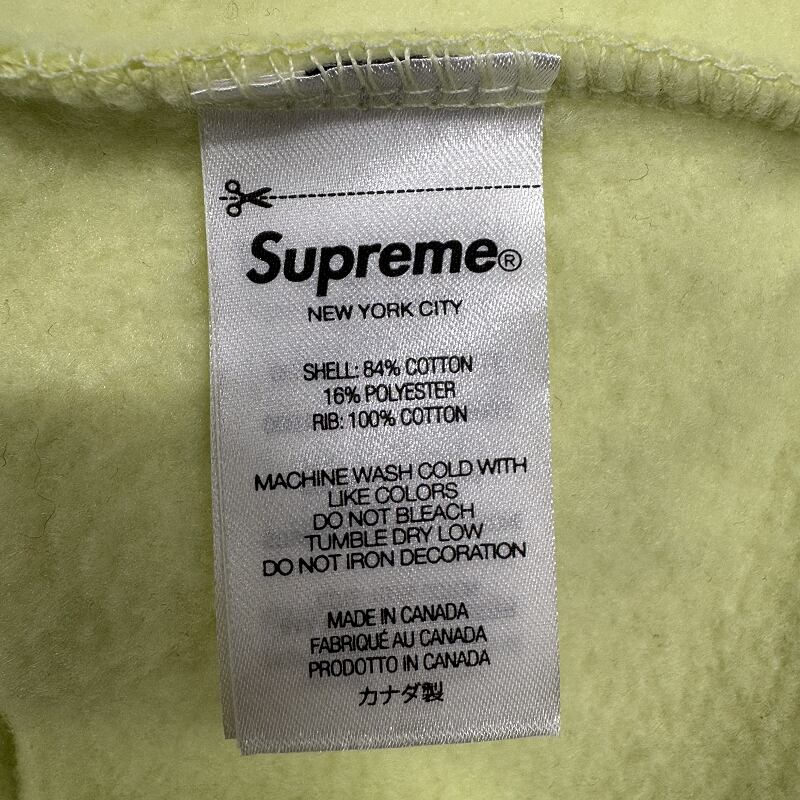 Supreme®
NEW YORK CITY
SHELL: 84% COTTON
16% POLYESTER
RIB: 100% COTTON
MACHINE WASH COLD WITH
LIKE COLORS
DO NOT BLEACH
TUMBLE DRY LOW
DO NOT IRON DECORATION
MADE IN CANADA
FABRIQUÉ AU CANADA
PRODOTTO IN CANADA
カナダ製